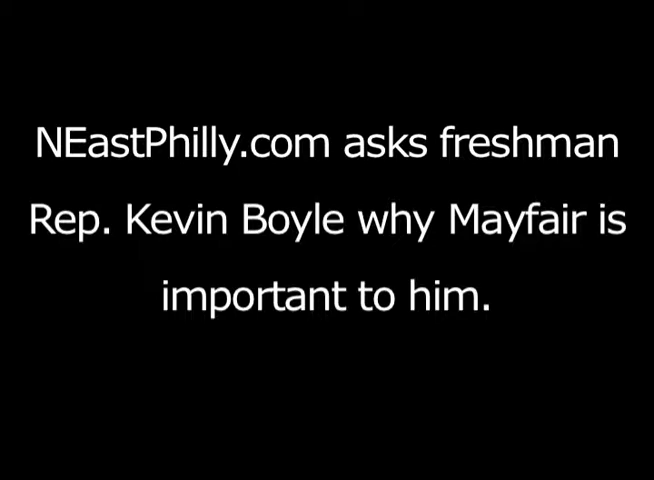 NEastPhilly.com asks freshman
Rep. Kevin Boyle why Mayfair is
important to him.